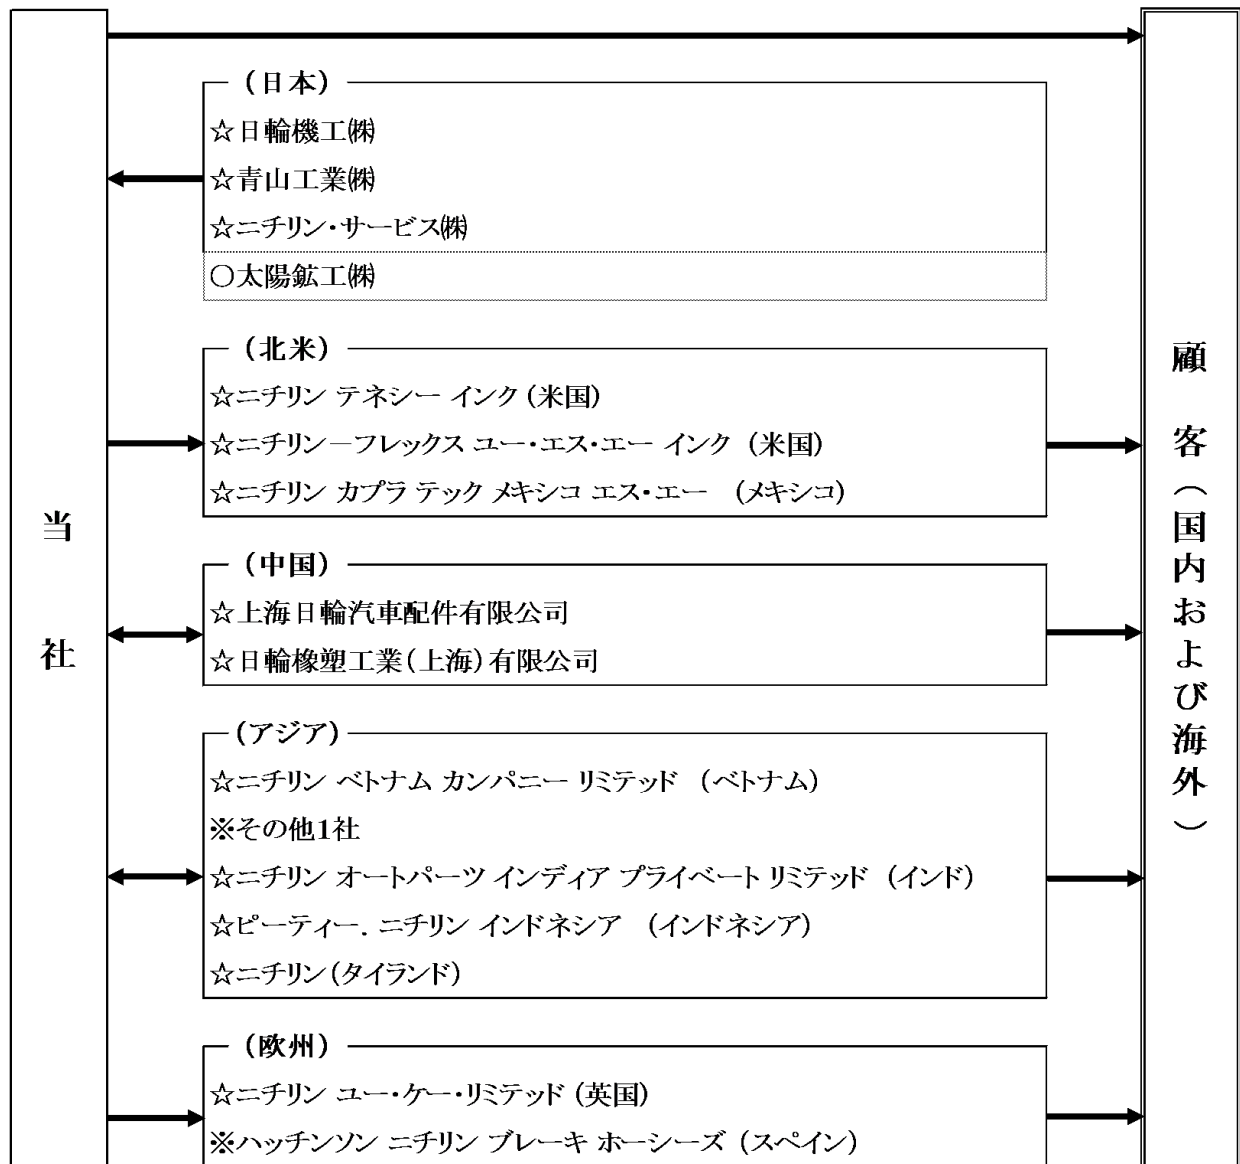 当社
（日本）
☆日輪機工㈱
☆青山工業㈱
☆ニチリン・サービス㈱
○太陽鉱工㈱
（北米）
☆ニチリン テネシー インク（米国）
☆ニチリン－フレックス ユー・エス・エー インク（米国）
☆ニチリン カプラ テック メキシコ エス・エー　（メキシコ）
（中国）
☆上海日輪汽車配件有限公司
☆日輪橡塑工業（上海）有限公司
（アジア）
☆ニチリン ベトナム カンパニー リミテッド　（ベトナム）
※その他1社
☆ニチリン オートパーツ インディア プライベート リミテッド　（インド）
☆ピーティー. ニチリン インドネシア　（インドネシア）
☆ニチリン（タイランド）
（欧州）
☆ニチリン ユー・ケー・リミテッド（英国）
※ハッチンソン ニチリン ブレーキ ホーシーズ（スペイン）
顧客（国内および海外）